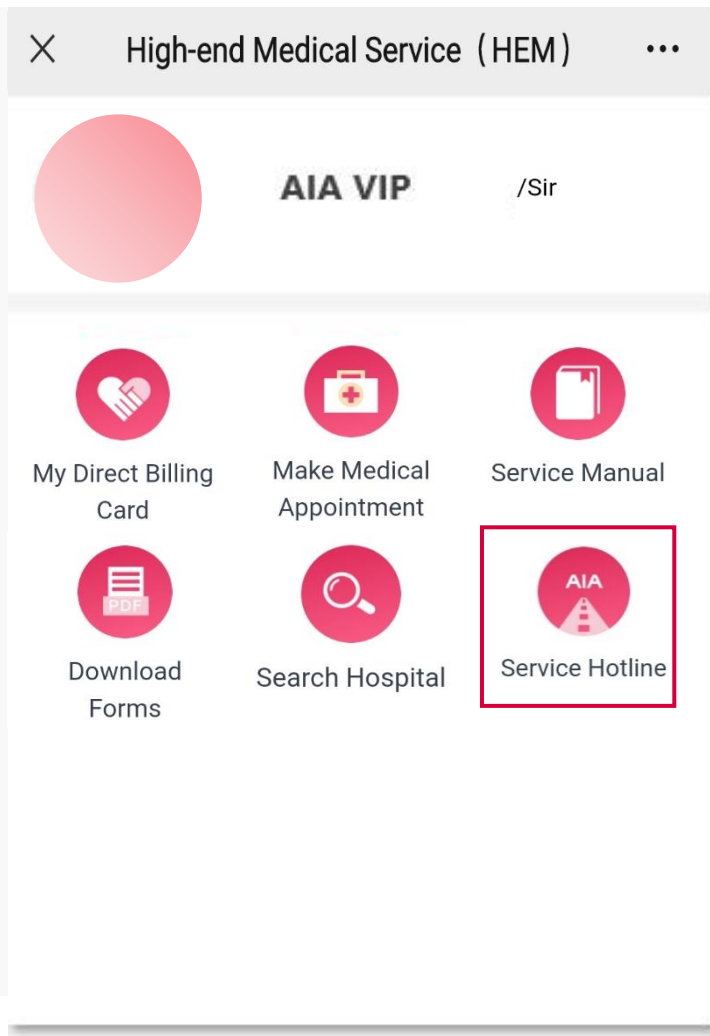 High-end Medical Service（HEM）
AIA VIP /Sir
My Direct Billing
Card
Make Medical
Appointment
Service Manual
PDF
Download
Forms
Search Hospital
AIA
Service Hotline